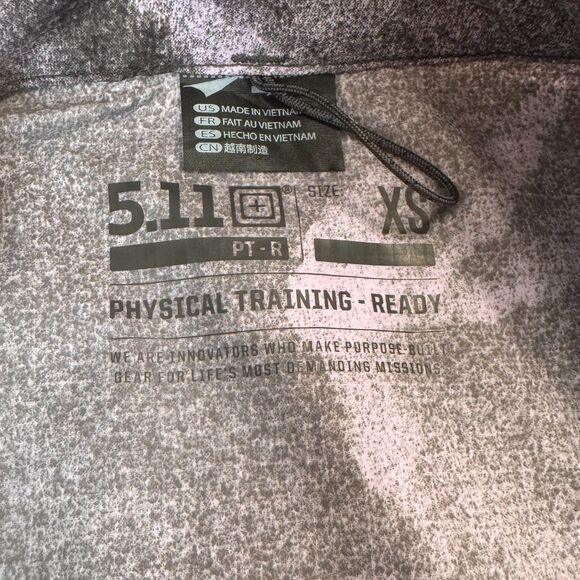 US MADE IN VIETNAM
FR FAIT AU VIETNAM
ES HECHO EN VIETNAM
CN 越南制造
5.11 ® SIZE: XS
PT-R
PHYSICAL TRAINING - READY
WE ARE INNOVATORS WHO MAKE PURPOSE-BUILT
GEAR FOR LIFE'S MOST DEMANDING MISSIONS